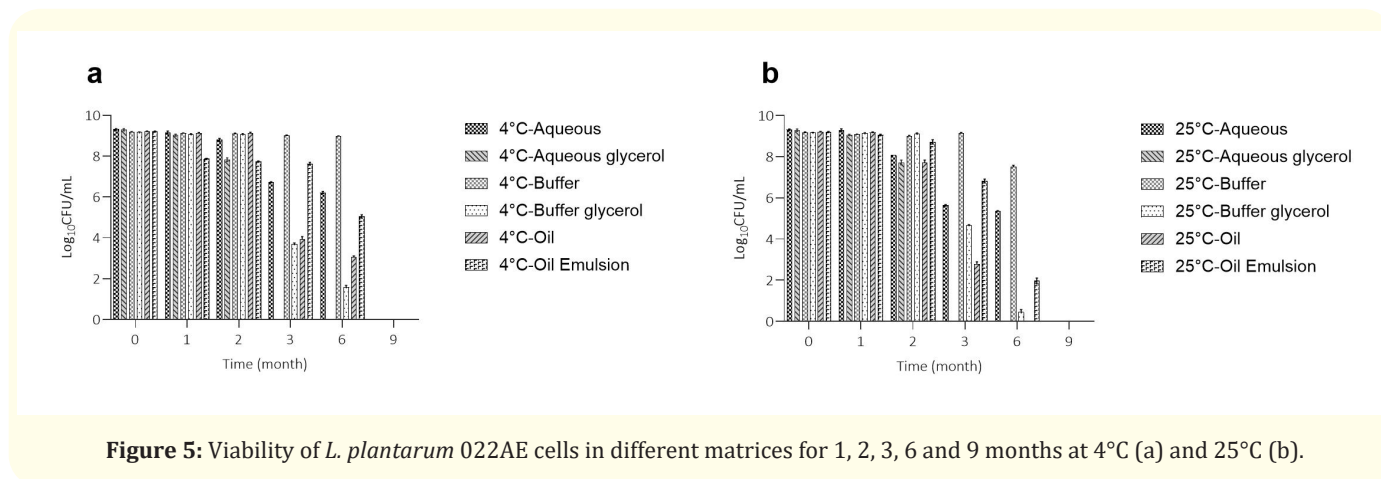 a
10
8
6
4
2
0
Log₁₀CFU/mL
0 1 2 3 6 9
Time (month)
4°C-Aqueous
4°C-Aqueous glycerol
4°C-Buffer
4°C-Buffer glycerol
4°C-Oil
4°C-Oil Emulsion
b
10
8
6
4
2
0
Log₁₀CFU/mL
0 1 2 3 6 9
Time (month)
25°C-Aqueous
25°C-Aqueous glycerol
25°C-Buffer
25°C-Buffer glycerol
25°C-Oil
25°C-Oil Emulsion
Figure 5: Viability of L. plantarum 022AE cells in different matrices for 1, 2, 3, 6 and 9 months at 4°C (a) and 25°C (b).